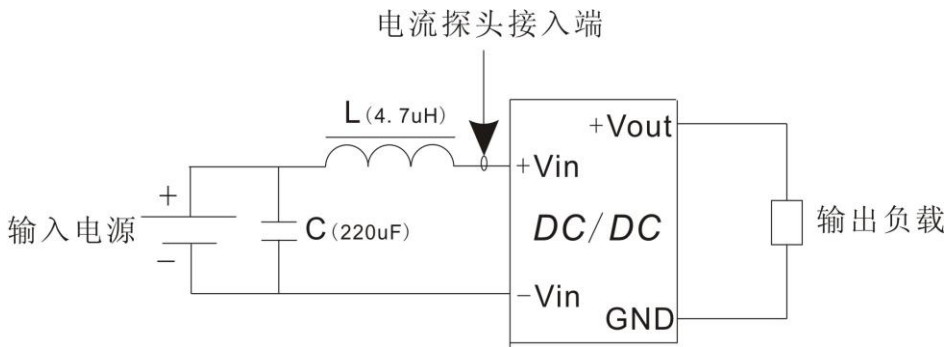 电流探头接入端
L(4.7uH)
+Vout
+Vin
+
输入电源
C(220uF)
DC/DC
输出负载
−
−Vin
GND